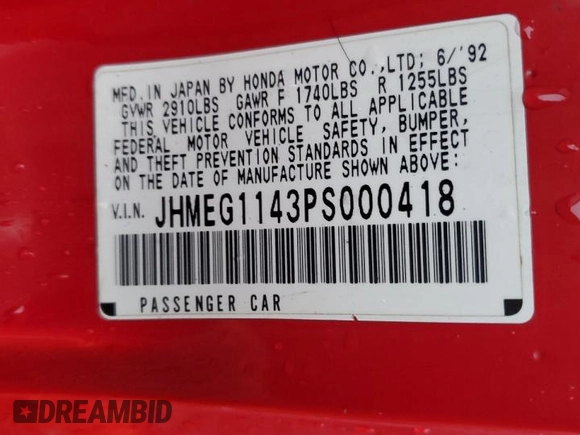 MFD. IN JAPAN BY HONDA MOTOR CO.,LTD; 6/'92
GVWR 2910LBS GAWR F 1740LBS R 1255LBS
THIS VEHICLE CONFORMS TO ALL APPLICABLE
FEDERAL MOTOR VEHICLE SAFETY, BUMPER,
AND THEFT PREVENTION STANDARDS IN EFFECT
ON THE DATE OF MANUFACTURE SHOWN ABOVE:
V.I.N. JHMEG1143PS000418
PASSENGER CAR
DREAMBID